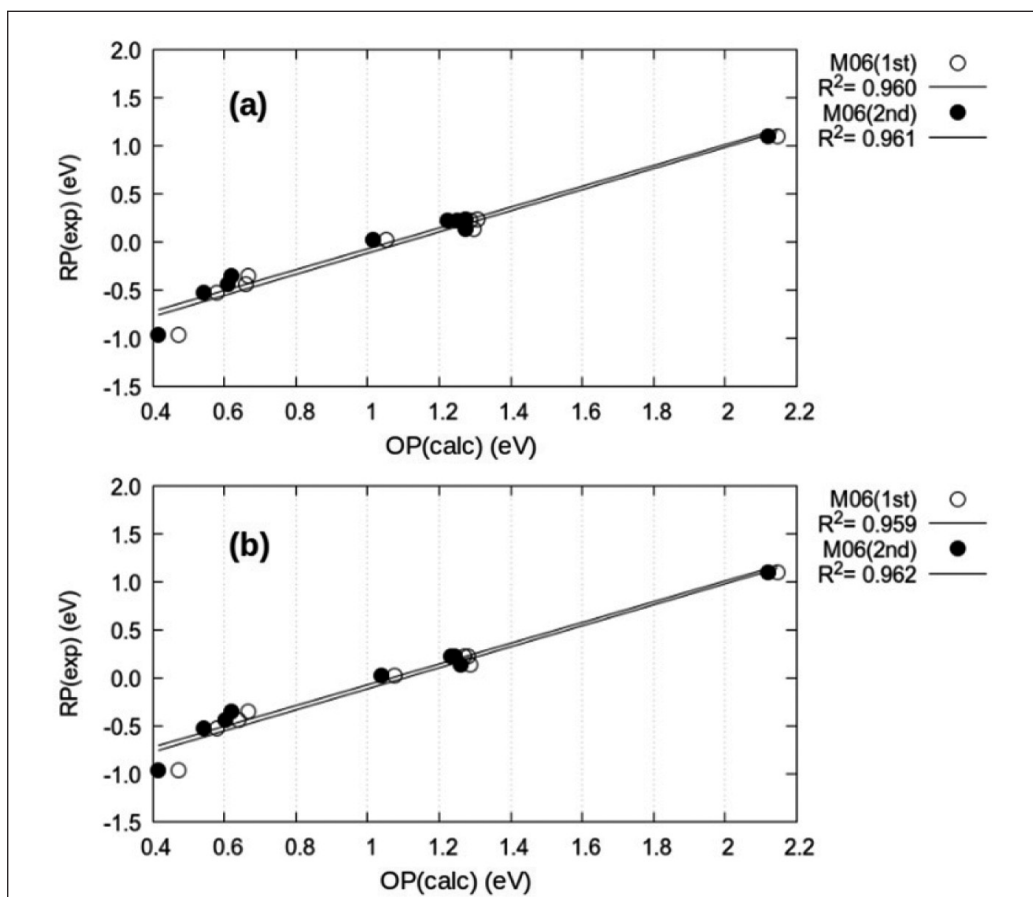 (a)
M06(1st)
R²= 0.960
M06(2nd)
R²= 0.961
RP(exp) (eV)
2.0
1.5
1.0
0.5
0.0
-0.5
-1.0
-1.5
0.4 0.6 0.8 1 1.2 1.4 1.6 1.8 2 2.2
OP(calc) (eV)
(b)
M06(1st)
R²= 0.959
M06(2nd)
R²= 0.962
RP(exp) (eV)
2.0
1.5
1.0
0.5
0.0
-0.5
-1.0
-1.5
0.4 0.6 0.8 1 1.2 1.4 1.6 1.8 2 2.2
OP(calc) (eV)